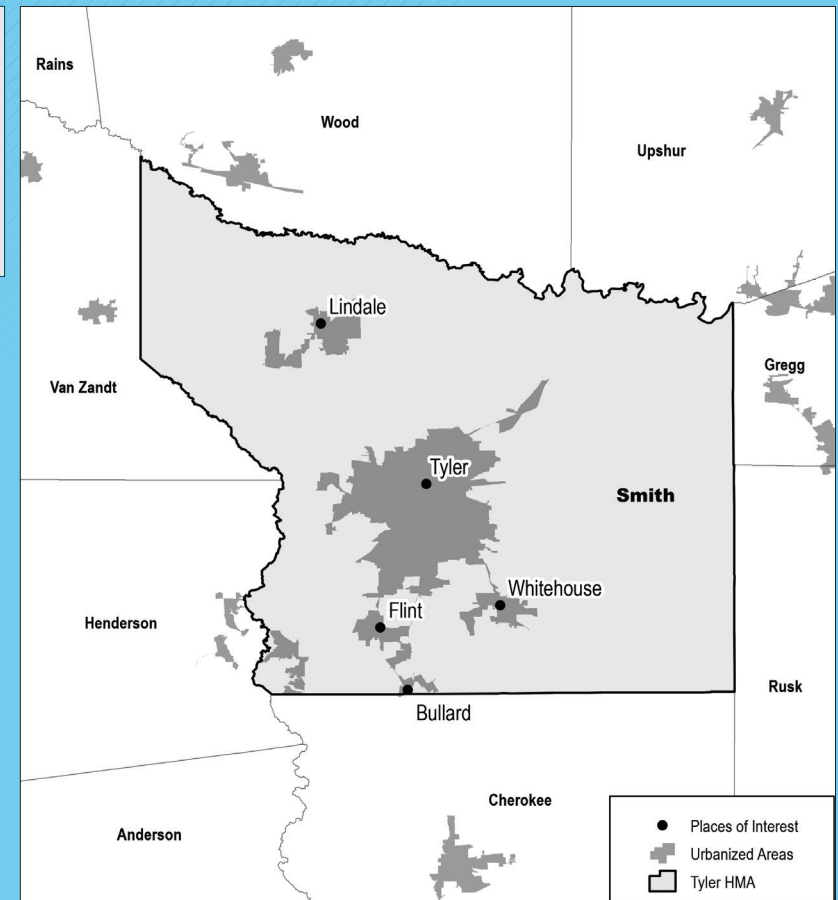 Rains
Wood
Upshur
Lindale
Van Zandt
Gregg
Tyler
Smith
Whitehouse
Flint
Henderson
Rusk
Bullard
Cherokee
Anderson
Places of Interest
Urbanized Areas
Tyler HMA